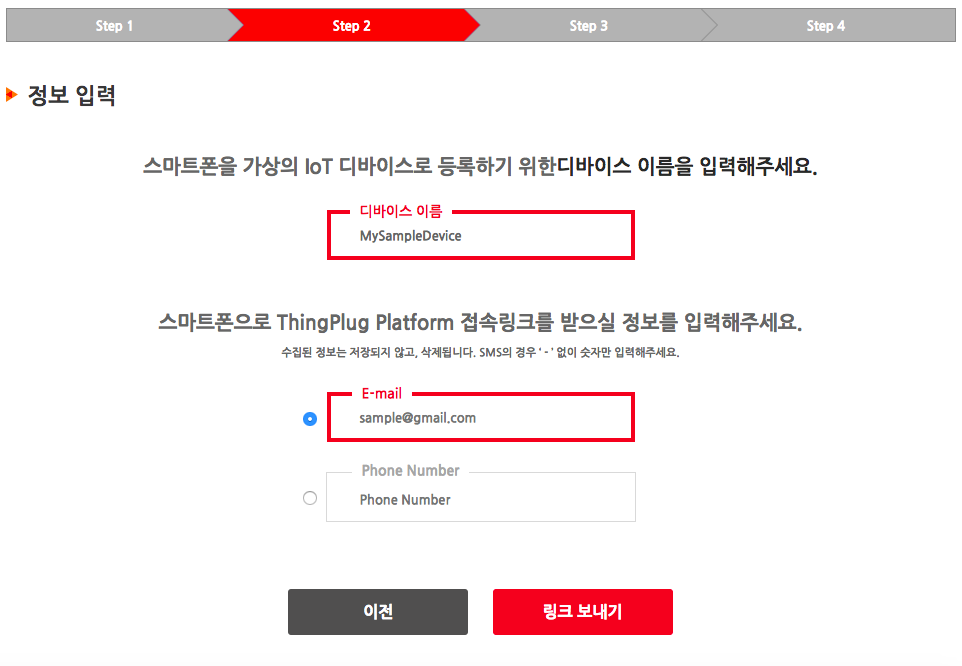 Step 1 Step 2 Step 3 Step 4
정보 입력
스마트폰을 가상의 IoT 디바이스로 등록하기 위한디바이스 이름을 입력해주세요.
디바이스 이름
MySampleDevice
스마트폰으로 ThingPlug Platform 접속링크를 받으실 정보를 입력해주세요.
수집된 정보는 저장되지 않고, 삭제됩니다. SMS의 경우 ' - ' 없이 숫자만 입력해주세요.
E-mail
sample@gmail.com
Phone Number
Phone Number
이전 링크 보내기